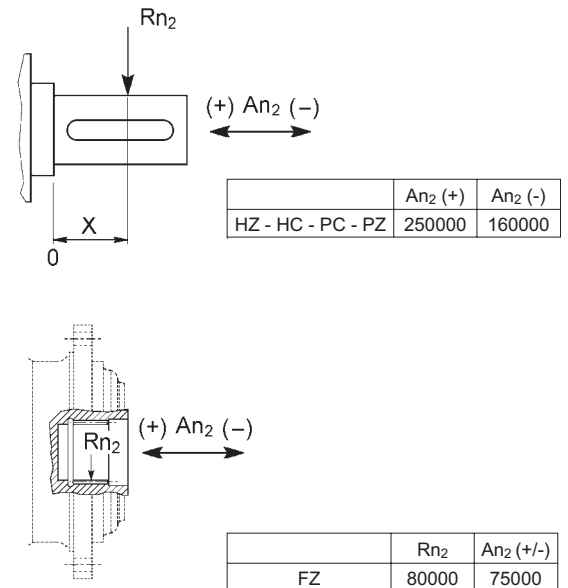 Rn2
(+) An2 (−)
An2 (+) An2 (-)
HZ - HC - PC - PZ 250000 160000
X
0
Rn2
(+) An2 (−)
Rn2 An2 (+/-)
FZ 80000 75000